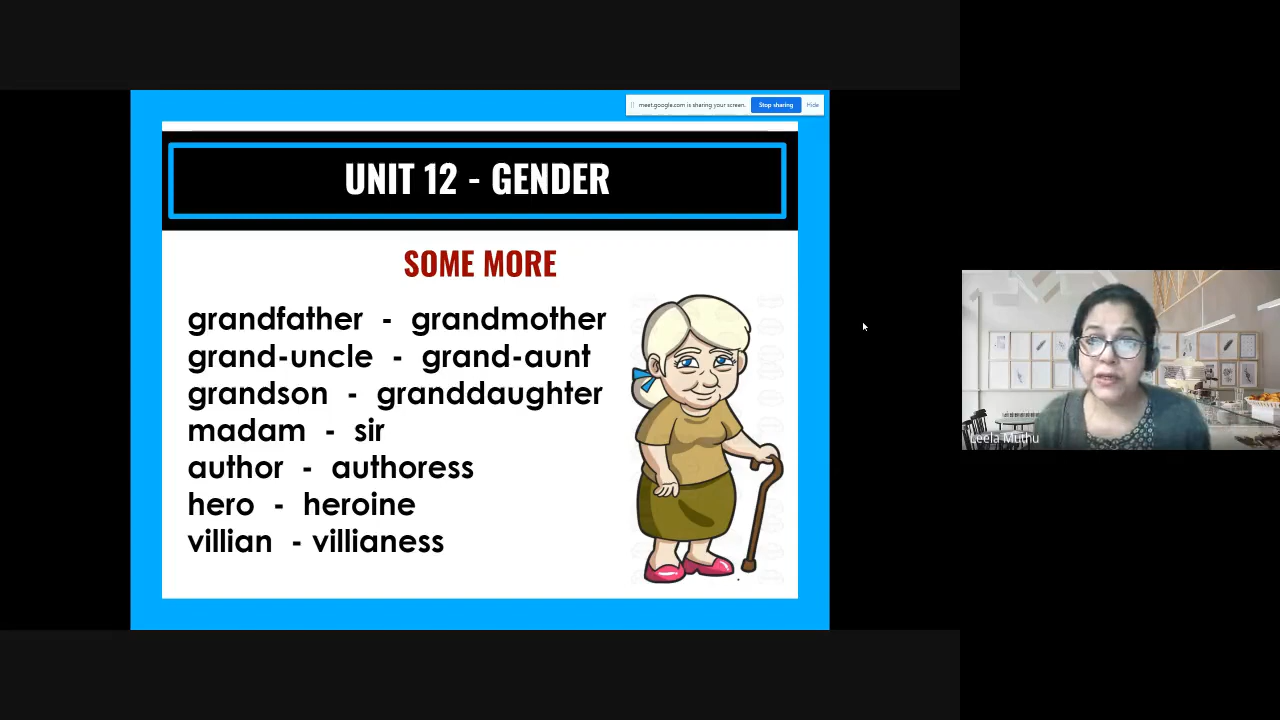 meet.google.com is sharing your screen.
Stop sharing
Hide
UNIT 12 - GENDER
SOME MORE
grandfather - grandmother
grand-uncle - grand-aunt
grandson - granddaughter
madam - sir
author - authoress
hero - heroine
villian - villianess
Leela Muthu